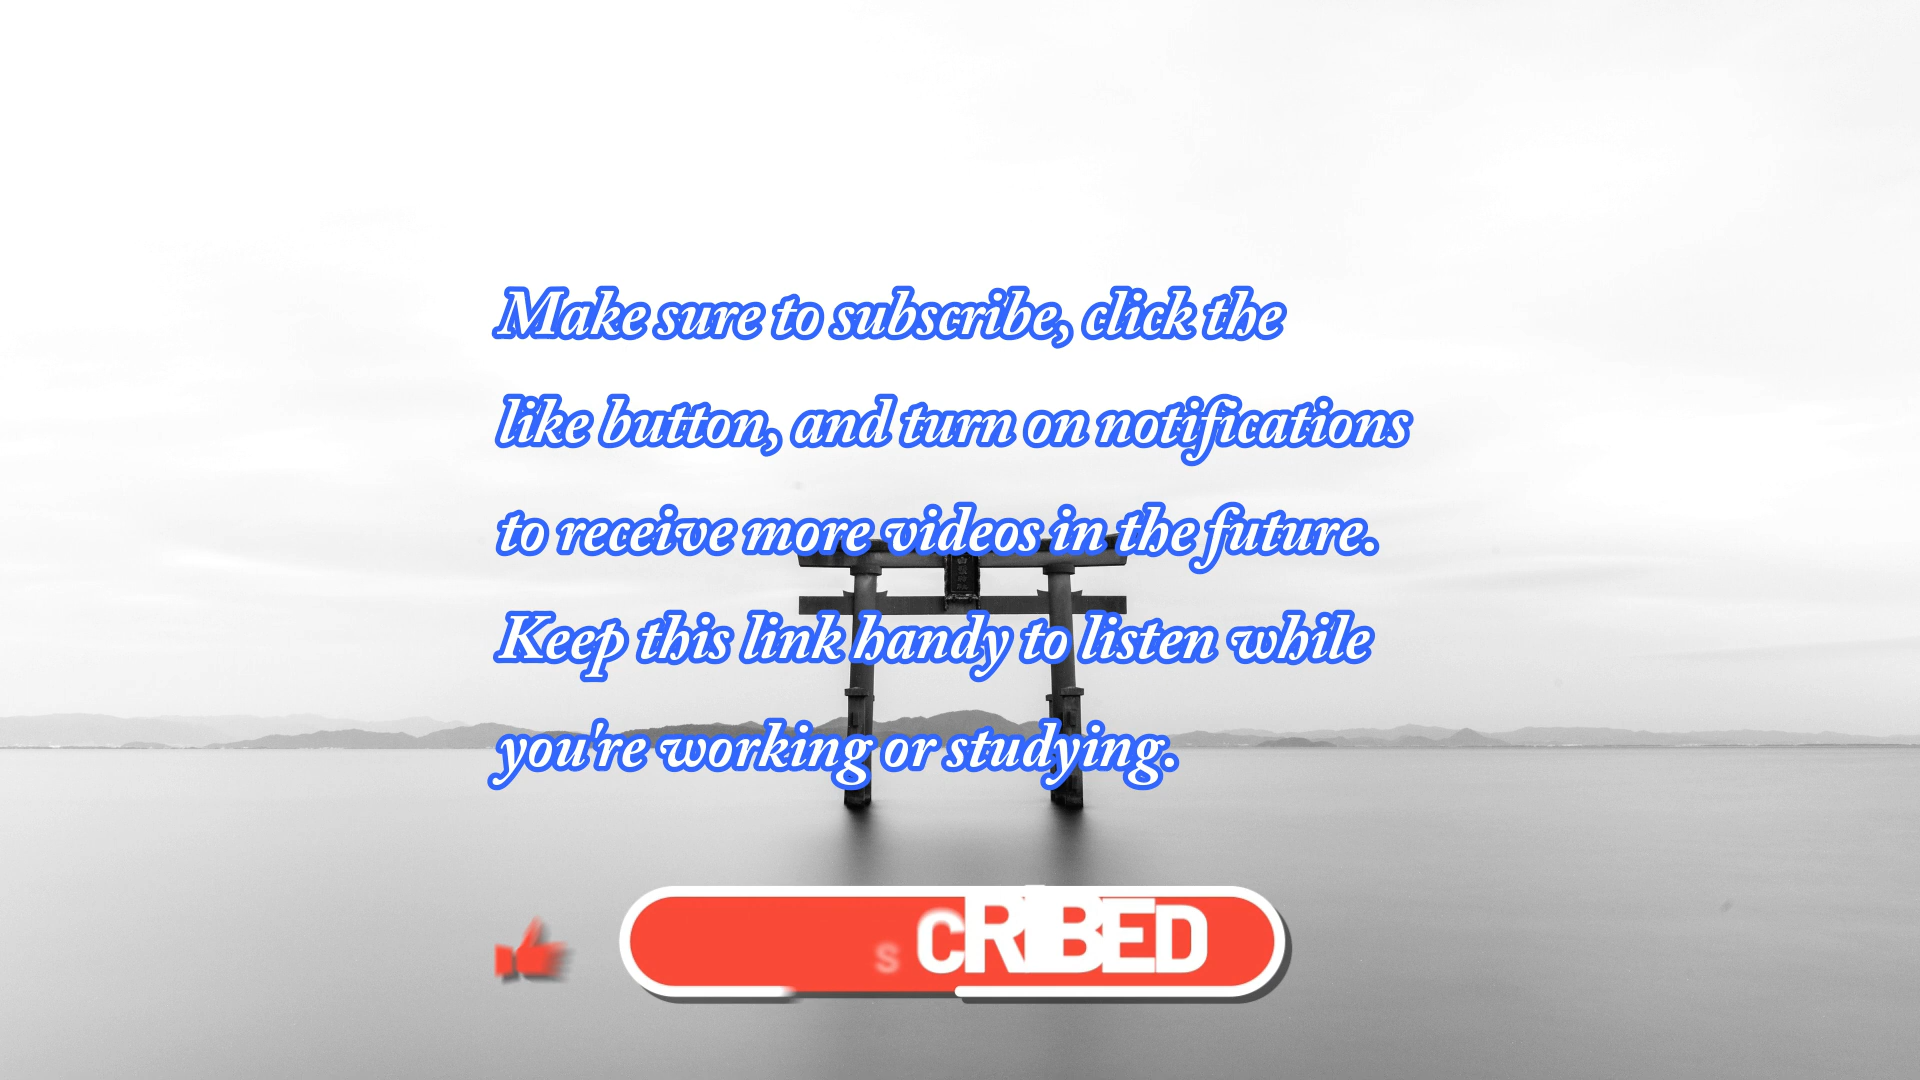 Make sure to subscribe, click the
like button, and turn on notifications
to receive more videos in the future.
Keep this link handy to listen while
you're working or studying.
S CRIBED